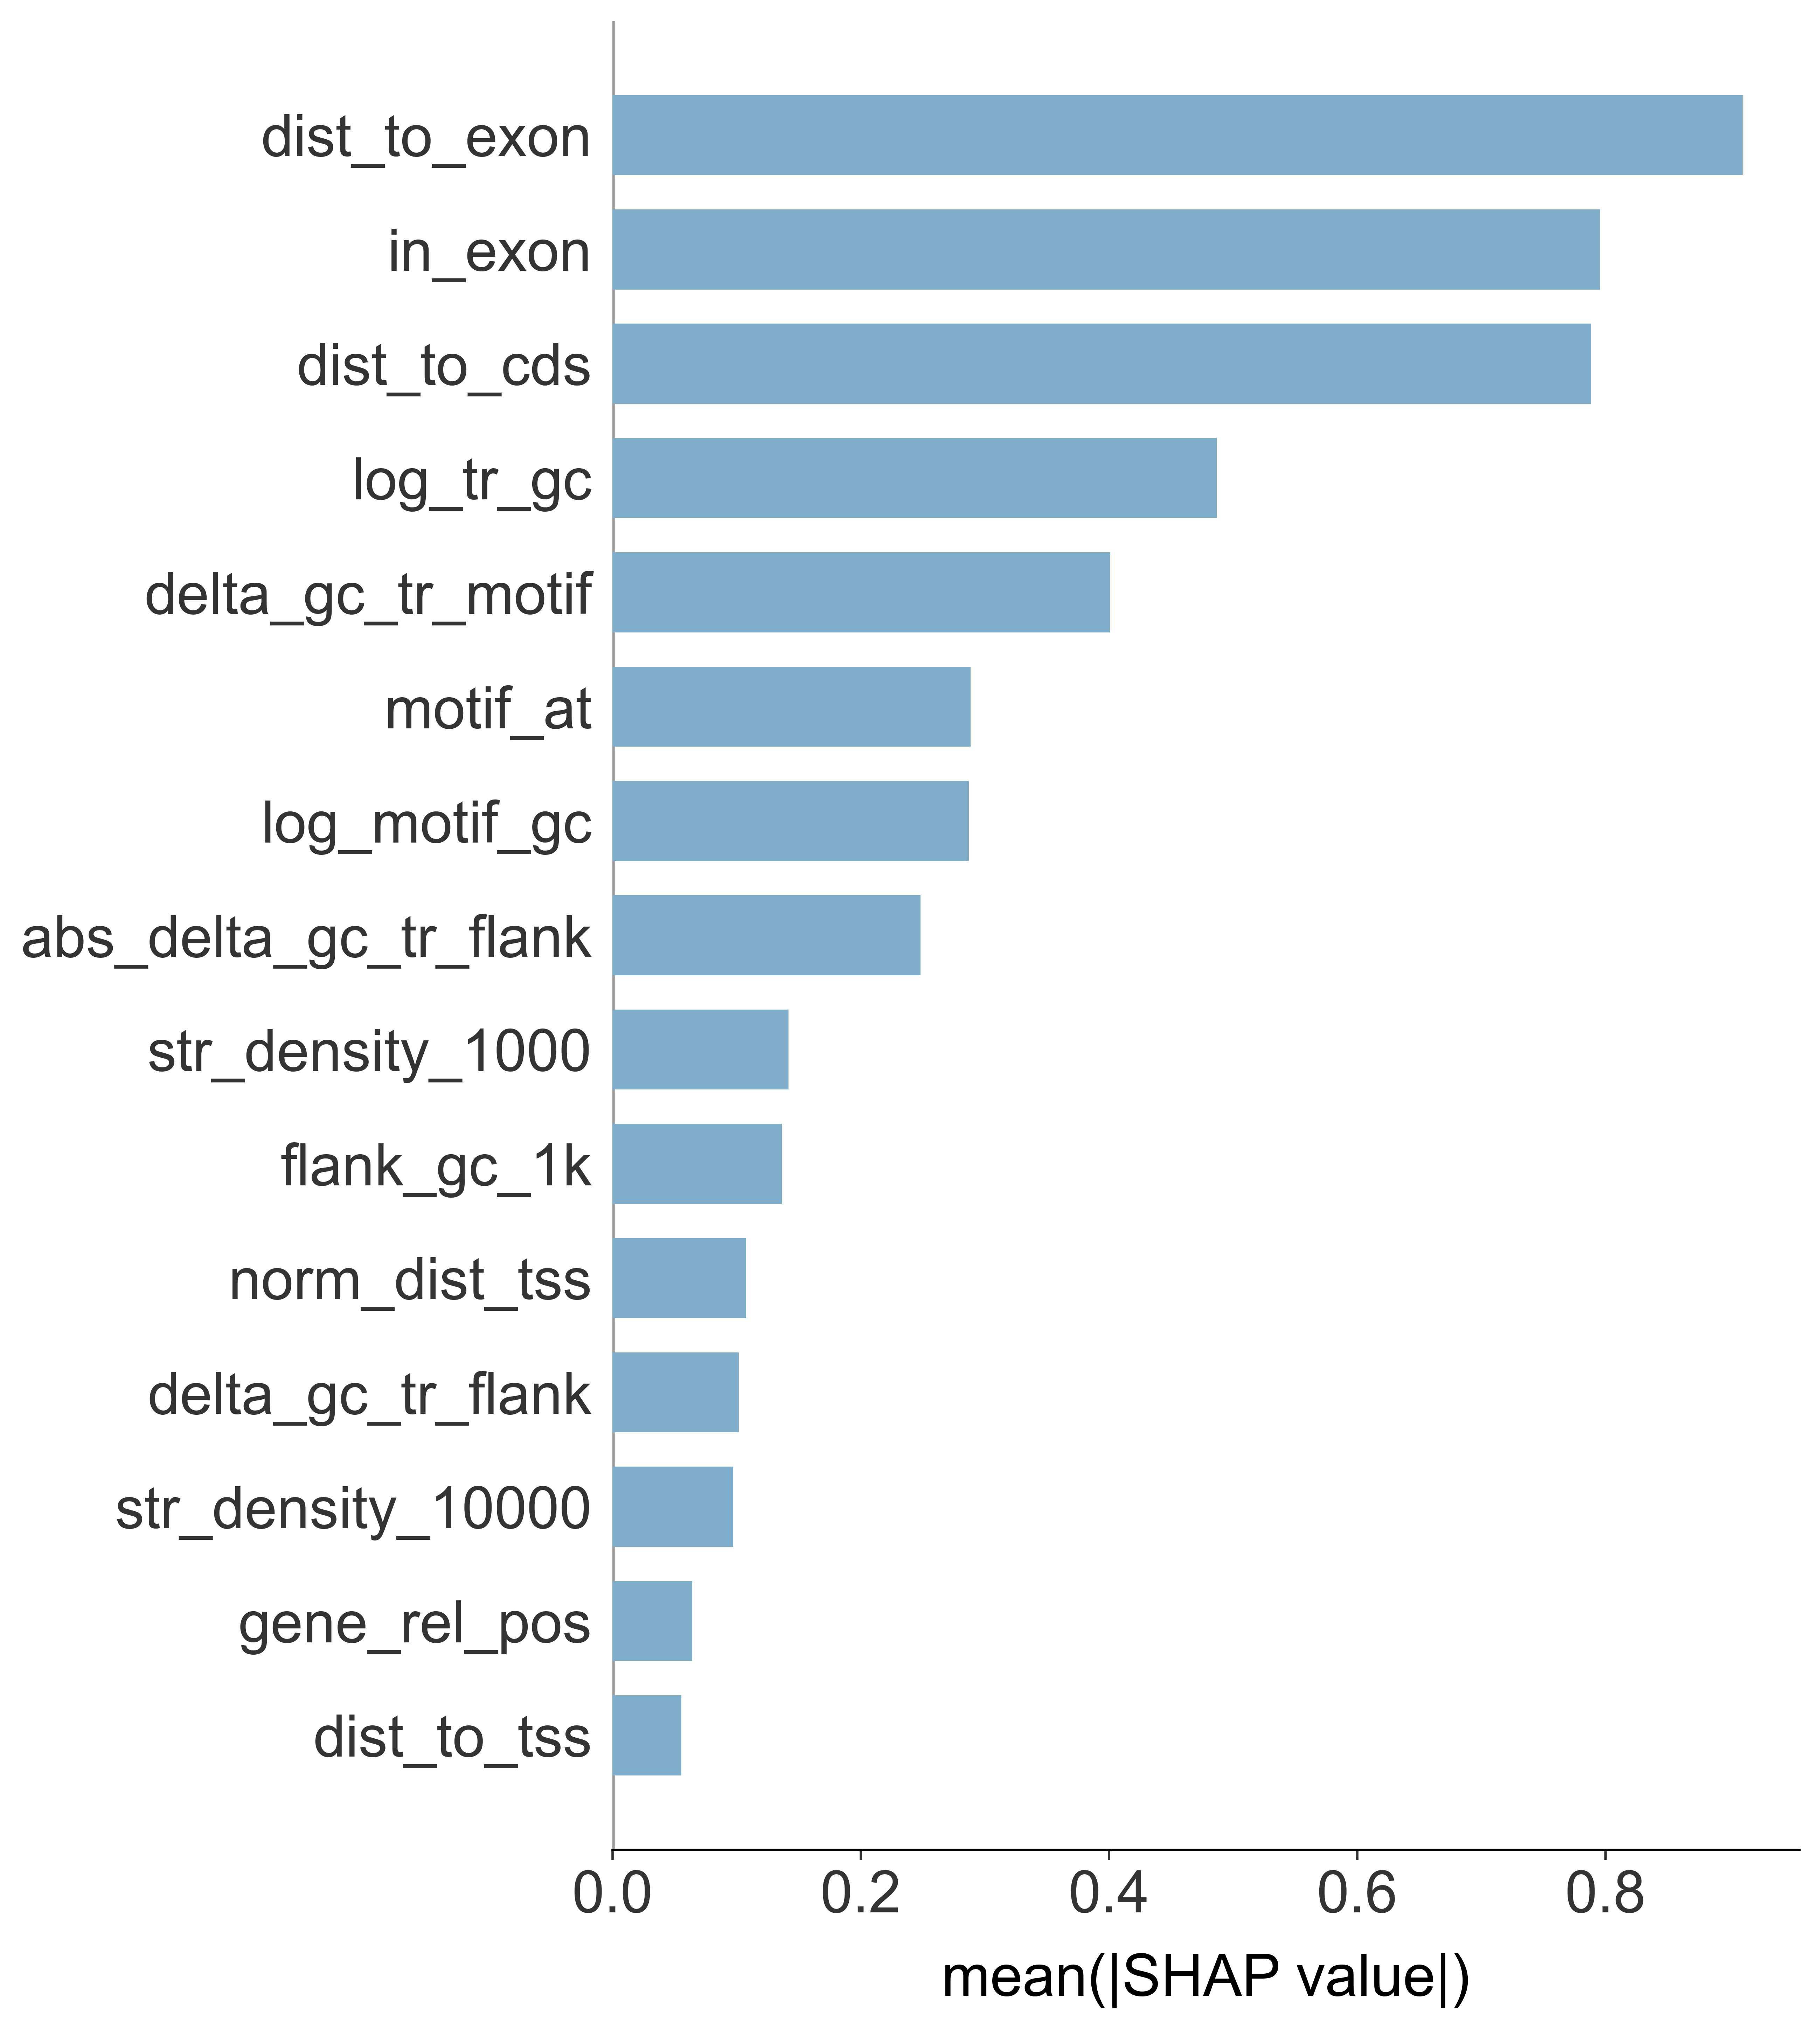 dist_to_exon
in_exon
dist_to_cds
log_tr_gc
delta_gc_tr_motif
motif_at
log_motif_gc
abs_delta_gc_tr_flank
str_density_1000
flank_gc_1k
norm_dist_tss
delta_gc_tr_flank
str_density_10000
gene_rel_pos
dist_to_tss
0.0 0.2 0.4 0.6 0.8
mean(|SHAP value|)